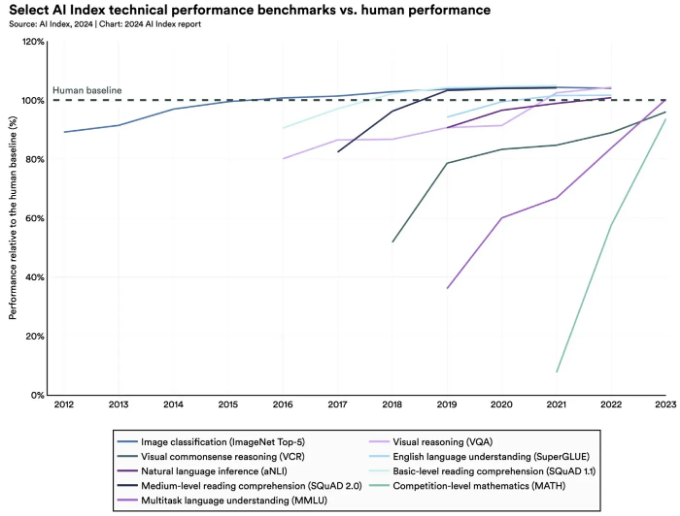 Select AI Index technical performance benchmarks vs. human performance
Source: AI Index, 2024 | Chart: 2024 AI Index report
120%
Human baseline
100%
80%
60%
40%
20%
0%
Performance relative to the human baseline (%)
2012 2013 2014 2015 2016 2017 2018 2019 2020 2021 2022 2023
Image classification (ImageNet Top-5)
Visual commonsense reasoning (VCR)
Natural language inference (aNLI)
Medium-level reading comprehension (SQuAD 2.0)
Multitask language understanding (MMLU)
Visual reasoning (VQA)
English language understanding (SuperGLUE)
Basic-level reading comprehension (SQuAD 1.1)
Competition-level mathematics (MATH)